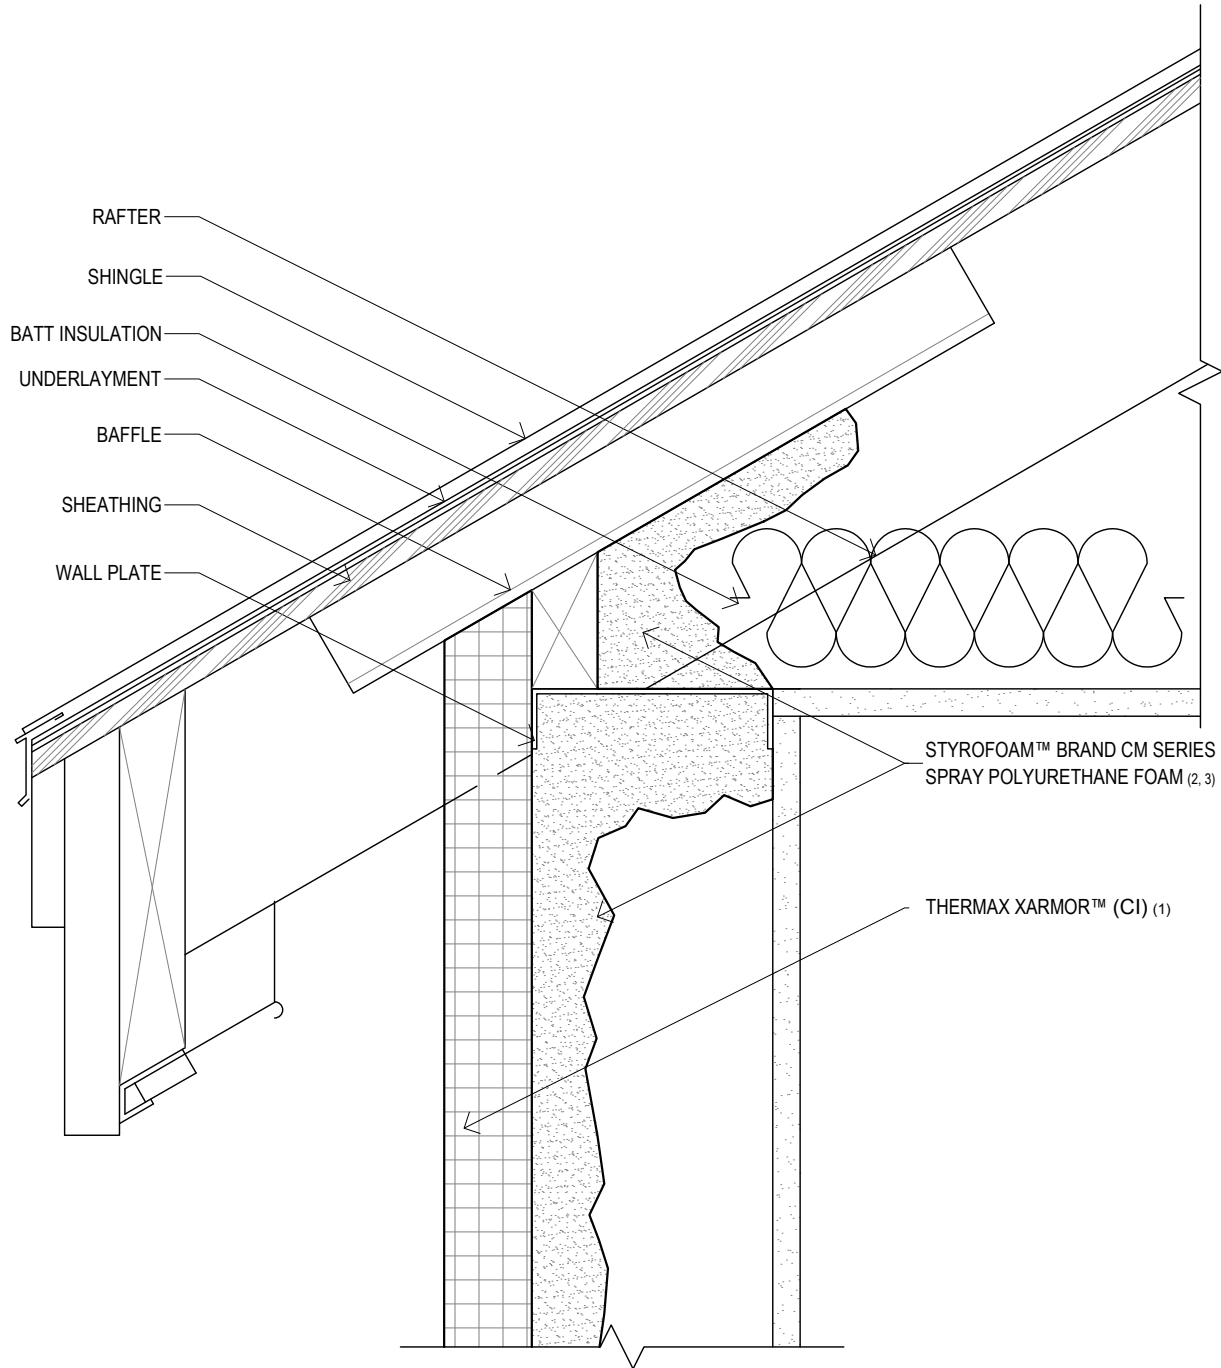 RAFTER
SHINGLE
BATT INSULATION
UNDERLAYMENT
BAFFLE
SHEATHING
WALL PLATE
STYROFOAM™ BRAND CM SERIES
SPRAY POLYURETHANE FOAM (2, 3)
THERMAX XARMOR™ (CI) (1)